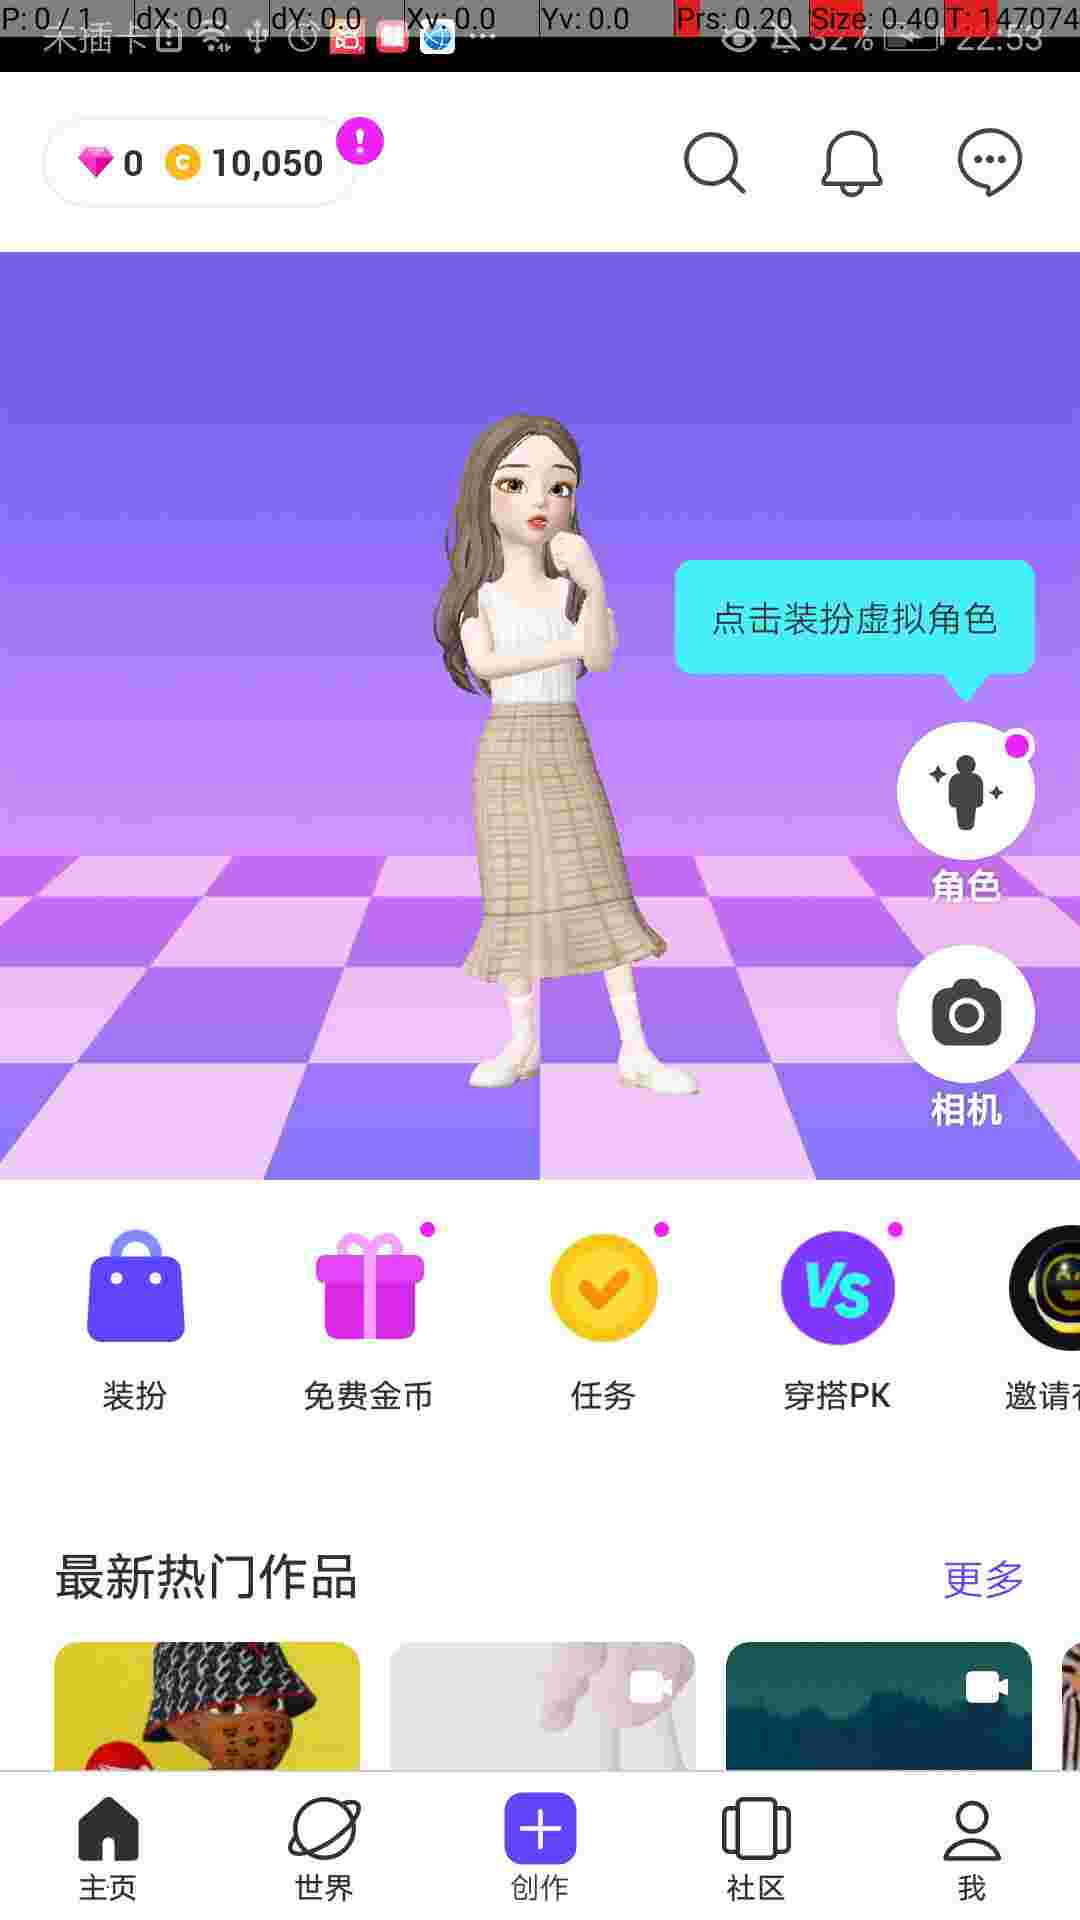 P: 0 / 1 dX: 0.0 dY: 0.0 Xv: 0.0 Yv: 0.0 Prs: 0.20 Size: 0.40 T: 147074
未插卡 32% 22:53
0 10,050
点击装扮虚拟角色
角色
相机
VS
装扮 免费金币 任务 穿搭PK 邀请
最新热门作品 更多
主页 世界 创作 社区 我